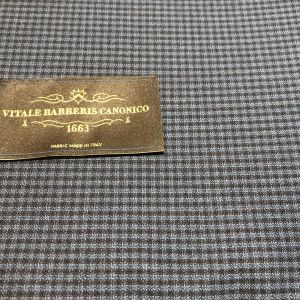 VITALE BARBERIS CANONICO
1663
FABRIC MADE IN ITALY